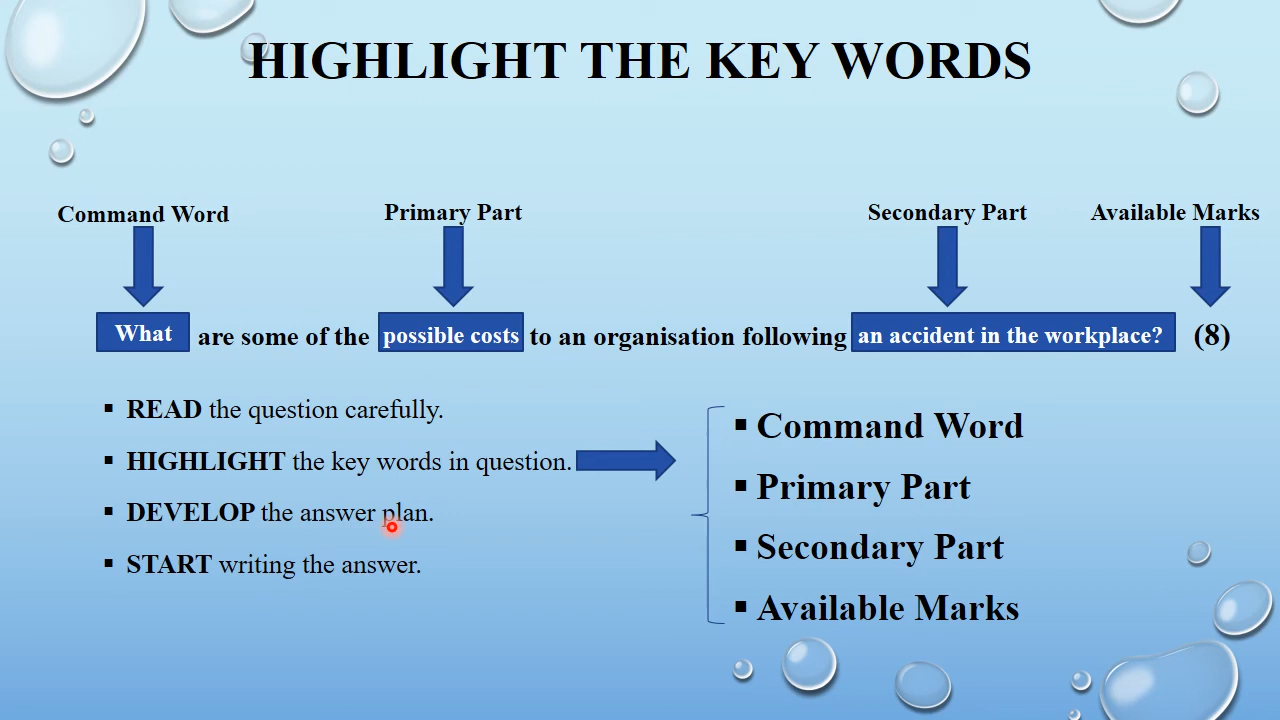 HIGHLIGHT THE KEY WORDS
Command Word
Primary Part
Secondary Part
Available Marks
What are some of the possible costs to an organisation following an accident in the workplace? (8)
▪ READ the question carefully.
▪ HIGHLIGHT the key words in question.
▪ DEVELOP the answer plan.
▪ START writing the answer.
▪ Command Word
▪ Primary Part
▪ Secondary Part
▪ Available Marks